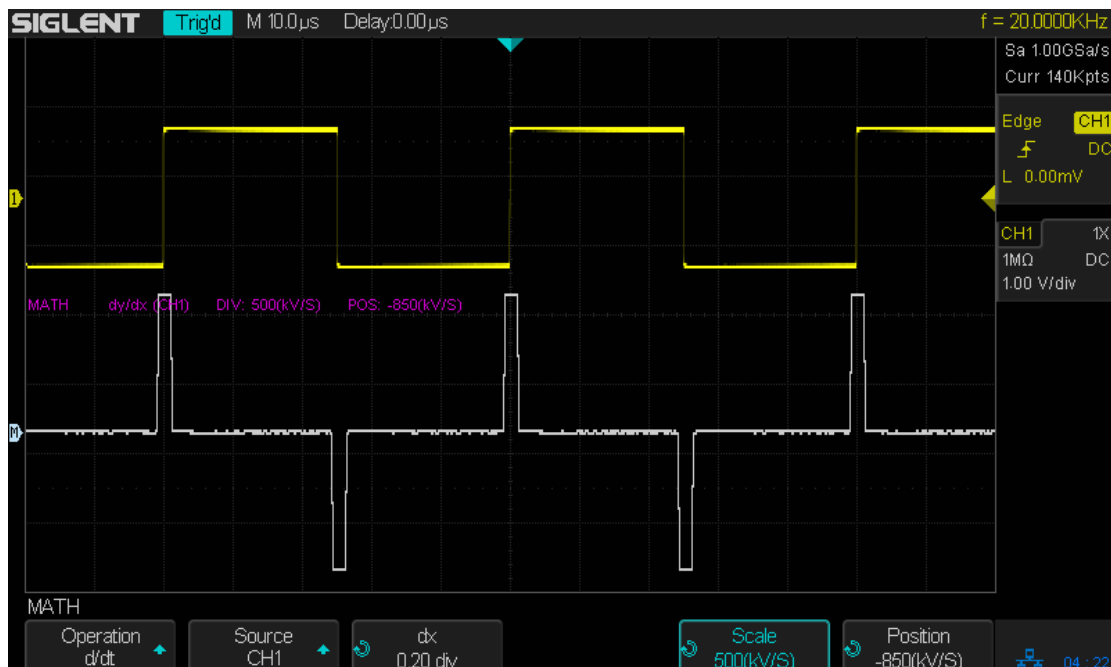 SIGLENT Trig'd M 10.0μs Delay:0.00μs f = 20.0000KHz
Sa 1.00GSa/s
Curr 140Kpts
Edge CH1
DC
L 0.00mV
1
CH1 1X
1MΩ DC
1.00 V/div
MATH dy/dx (CH1) DIV: 500(kV/S) POS: -850(kV/S)
M
MATH
Operation
d/dt
Source
CH1
dx
0.20 div
Scale
500(kV/S)
Position
-850(kV/S)